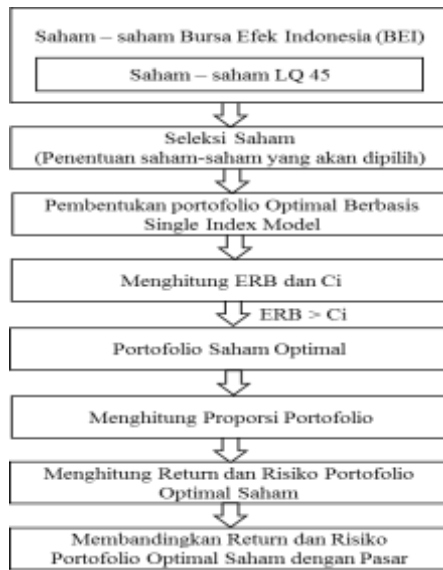 Saham – saham Bursa Efek Indonesia (BEI)
Saham – saham LQ 45
Seleksi Saham
(Penentuan saham-saham yang akan dipilih)
Pembentukan portofolio Optimal Berbasis
Single Index Model
Menghitung ERB dan Ci
ERB > Ci
Portofolio Saham Optimal
Menghitung Proporsi Portofolio
Menghitung Return dan Risiko Portofolio
Optimal Saham
Membandingkan Return dan Risiko
Portofolio Optimal Saham dengan Pasar